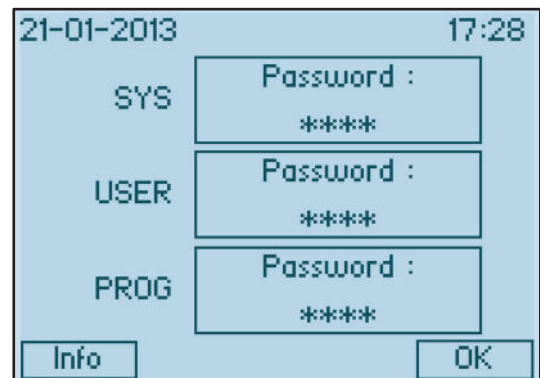 21-01-2013 17:28
SYS
Password :
****
USER
Password :
****
PROG
Password :
****
Info OK